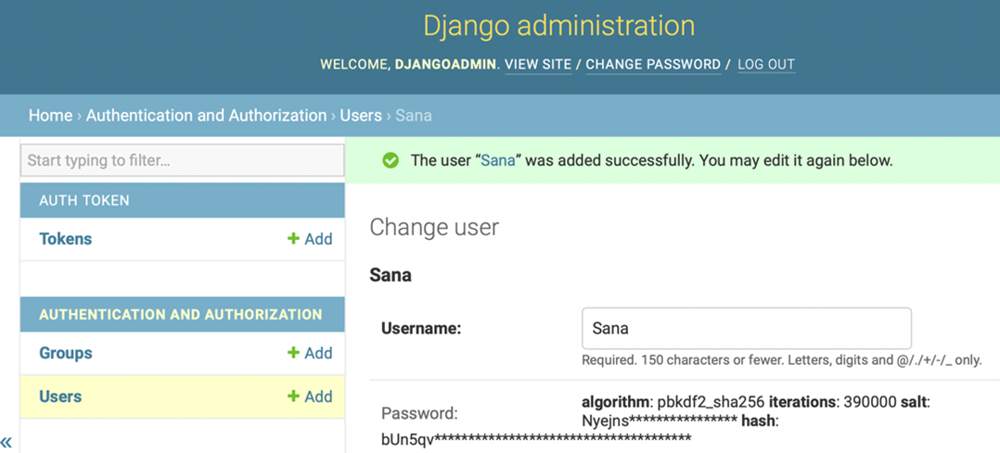 Django administration
WELCOME, DJANGOADMIN. VIEW SITE / CHANGE PASSWORD / LOG OUT
Home › Authentication and Authorization › Users › Sana
Start typing to filter...
The user “Sana” was added successfully. You may edit it again below.
AUTH TOKEN
Tokens + Add
AUTHENTICATION AND AUTHORIZATION
Groups + Add
Users + Add
«
Change user
Sana
Username: Sana
Required. 150 characters or fewer. Letters, digits and @/./+/-/_ only.
Password: algorithm: pbkdf2_sha256 iterations: 390000 salt:
Nyejns**************** hash:
bUn5qv**************************************